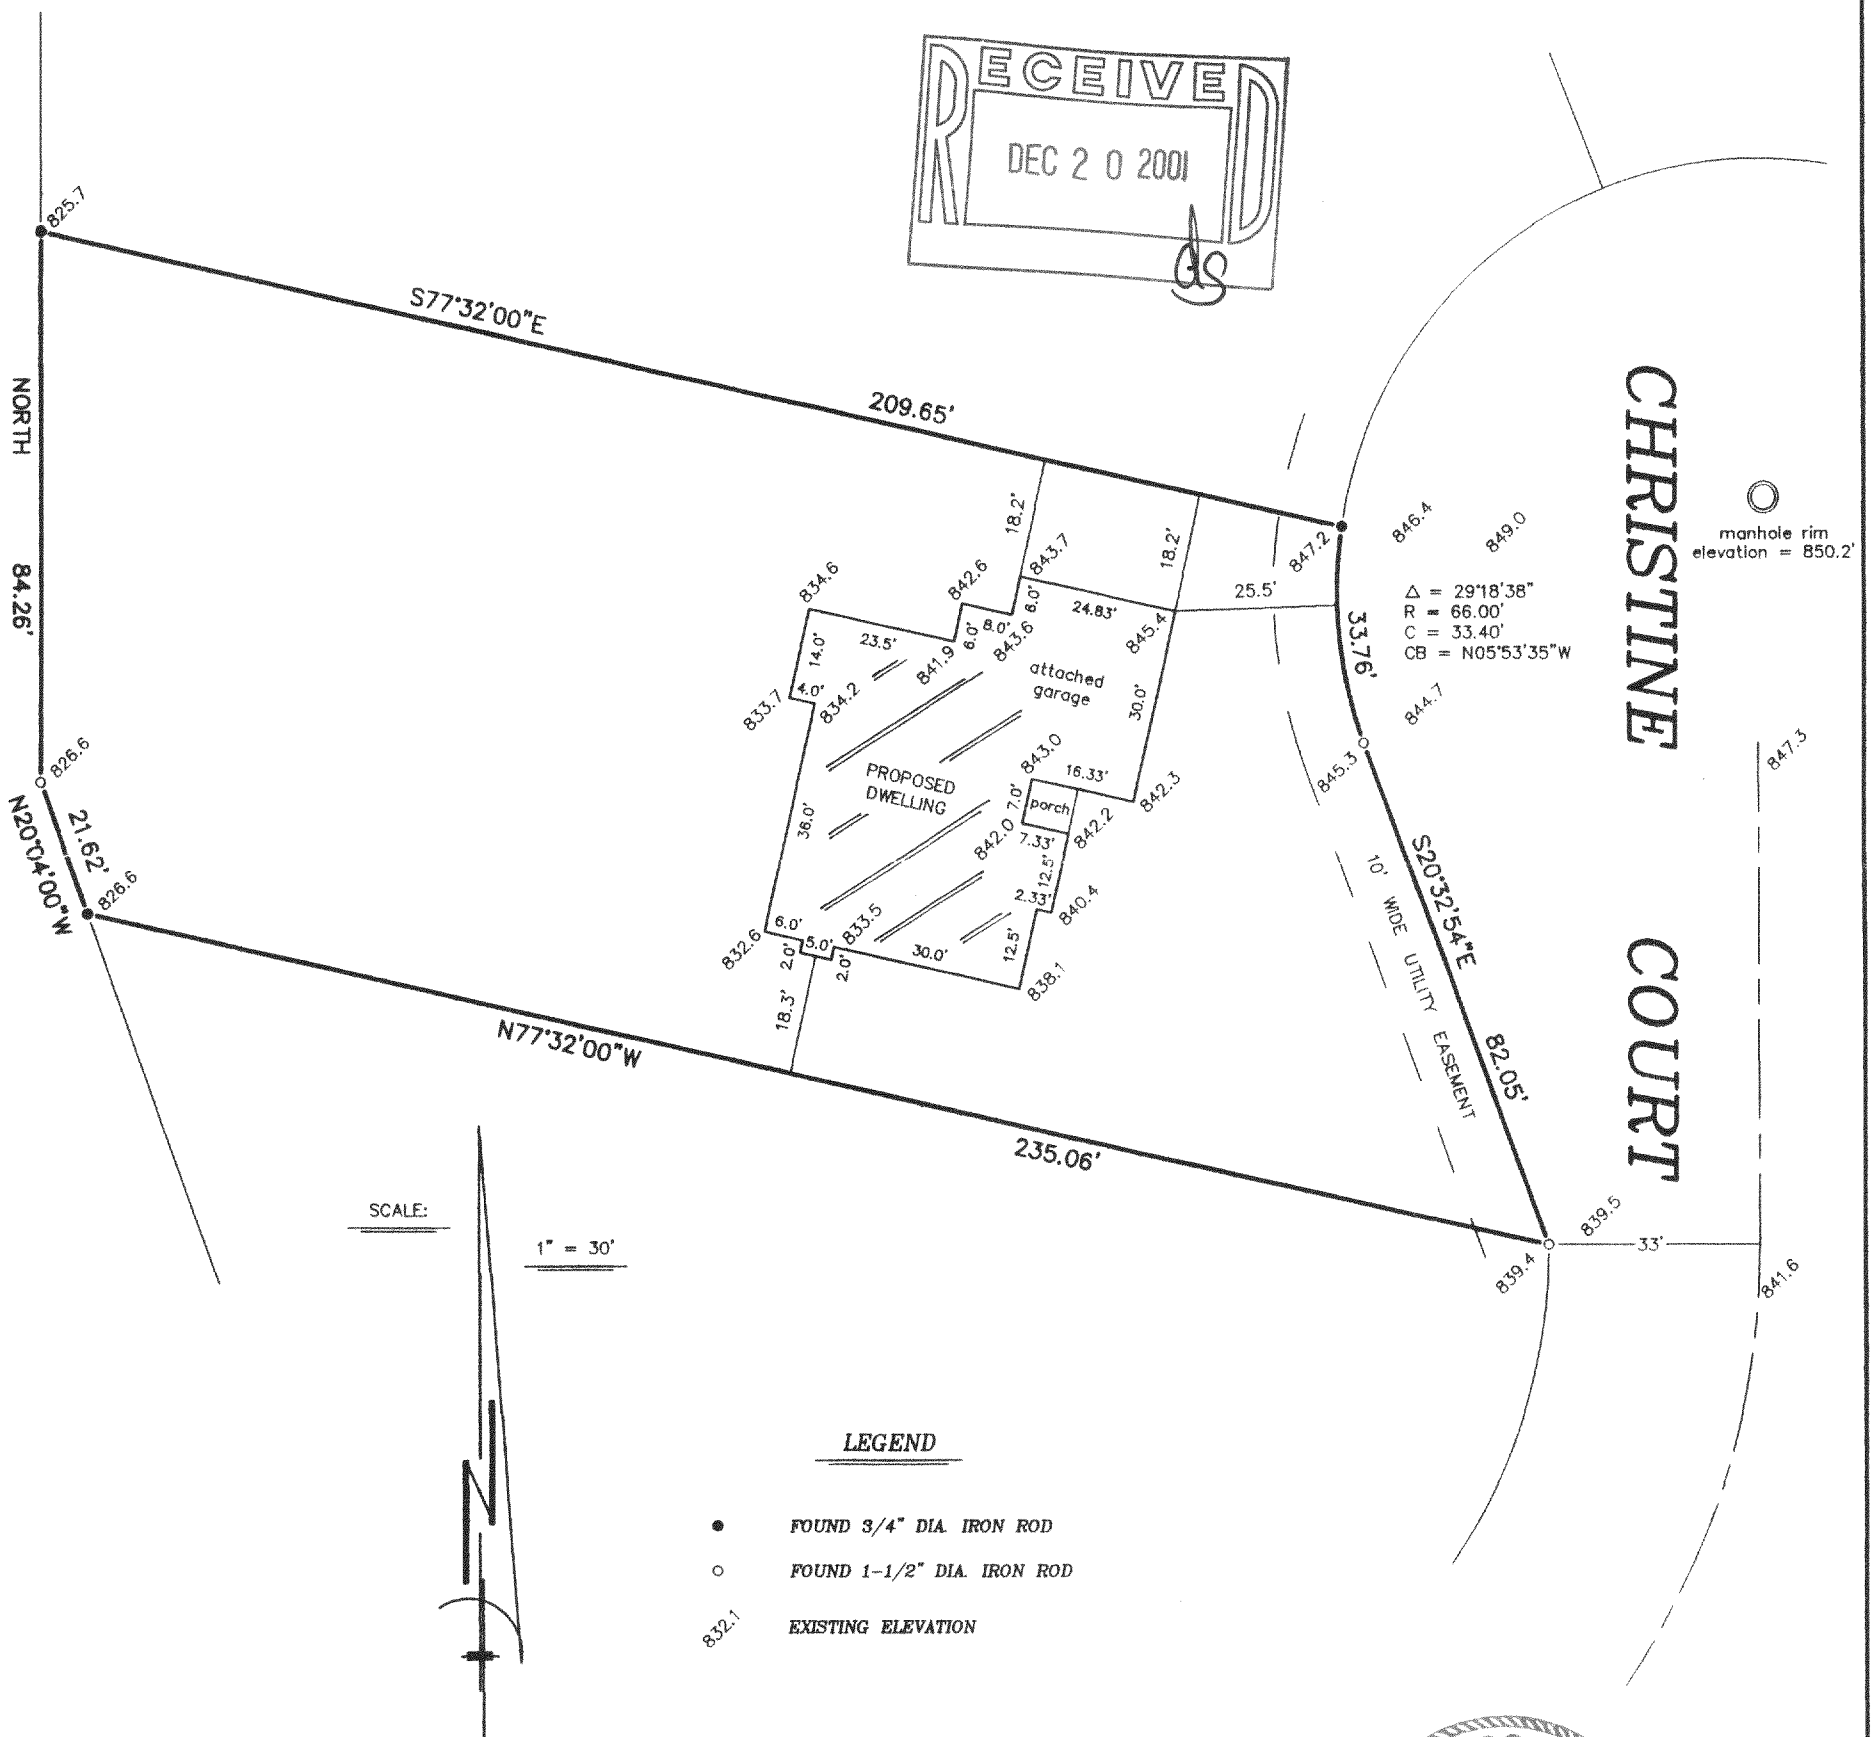 RECEIVED
DEC 20 2001
ds
825.7
S77°32'00"E
209.65'
NORTH 84.26'
CHRISTINE COURT
manhole rim
elevation = 850.2'
846.4
849.0
847.2
Δ = 29°18'38"
R = 66.00'
C = 33.40'
CB = N05°53'35"W
33.76'
25.5'
18.2'
18.2'
843.7
842.6
834.6
6.0'
24.83'
8.0'
6.0'
843.6
845.4
23.5'
14.0'
841.9
4.0'
833.7
834.2
attached
garage
30.0'
844.7
845.3
847.3
843.0
16.33'
842.3
7.0'
porch
PROPOSED
DWELLING
36.0'
842.0
7.33'
842.2
12.5'
2.33'
840.4
826.6
21.62'
N20°04'00"W
826.6
S20°32'54"E
82.05'
10' WIDE UTILITY EASEMENT
832.6
6.0'
5.0'
2.0'
2.0'
833.5
30.0'
12.5'
838.1
18.3'
N77°32'00"W
235.06'
839.5
33'
839.4
841.6
SCALE:
1" = 30'
N
LEGEND
FOUND 3/4" DIA. IRON ROD
FOUND 1-1/2" DIA. IRON ROD
832.1 EXISTING ELEVATION